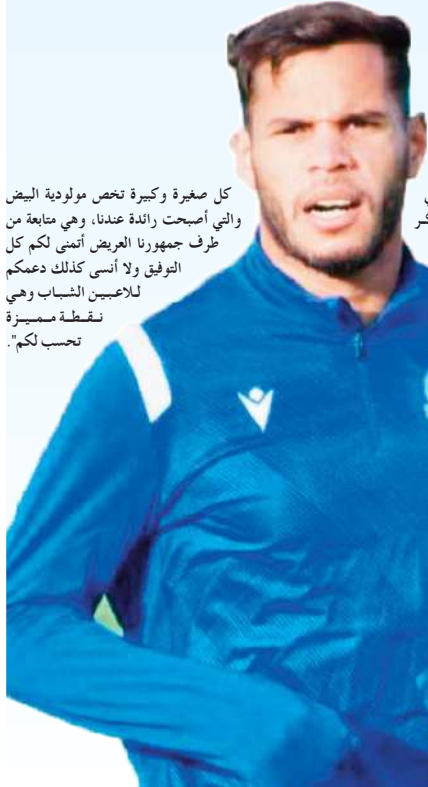 كل صغيرة وكبيرة تخص مولودية البيض
والتي أصبحت رائدة عندنا، وهي متابعة من
طرف جمهورنا العريض أتمنى لكم كل
التوفيق ولا أنسى كذلك دعمكم
للاعبين الشباب وهي
نقطة مميزة
تحسب لكم".